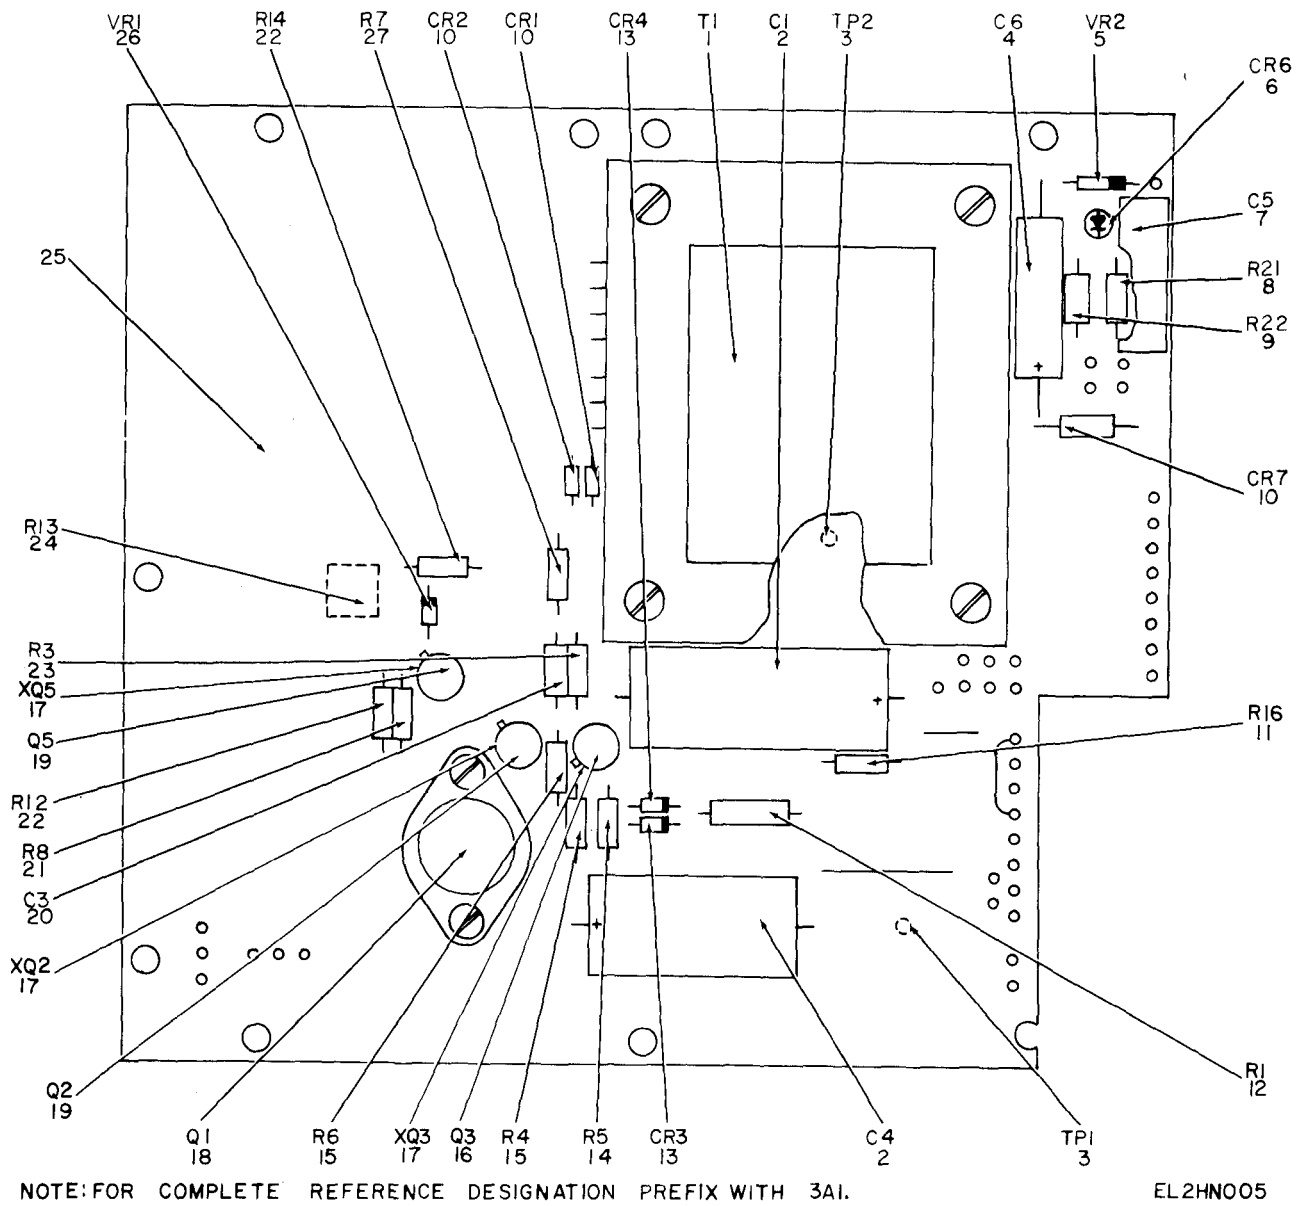 VR1 R14 R7 CR2 CR1 CR4 T1 C1 TP2 C6 VR2
26 22 27 10 10 13 1 2 3 4 5
CR6
6
C5
7
25
R21
8
R22
9
CR7
10
R13
24
R3
23
XQ5
17
R16
11
Q5
19
R12
22
R8
21
C3
20
XQ2
17
+
+
+
R1
12
Q2
19
Q1 R6 XQ3 Q3 R4 R5 CR3 C4 TP1
18 15 17 16 15 14 13 2 3
NOTE: FOR COMPLETE REFERENCE DESIGNATION PREFIX WITH 3A1. EL2HN005